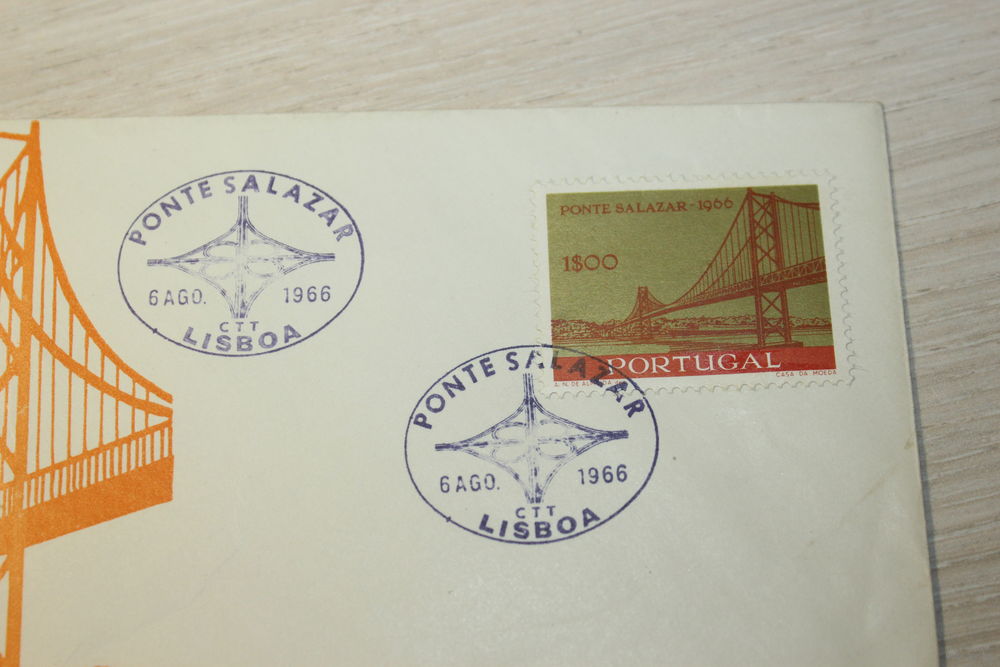 PONTE SALAZAR
6 AGO. 1966
CTT
LISBOA
PONTE SALAZAR - 1966
1$00
PORTUGAL
CASA DA MOEDA
PONTE SALAZAR
6 AGO. 1966
CTT
LISBOA